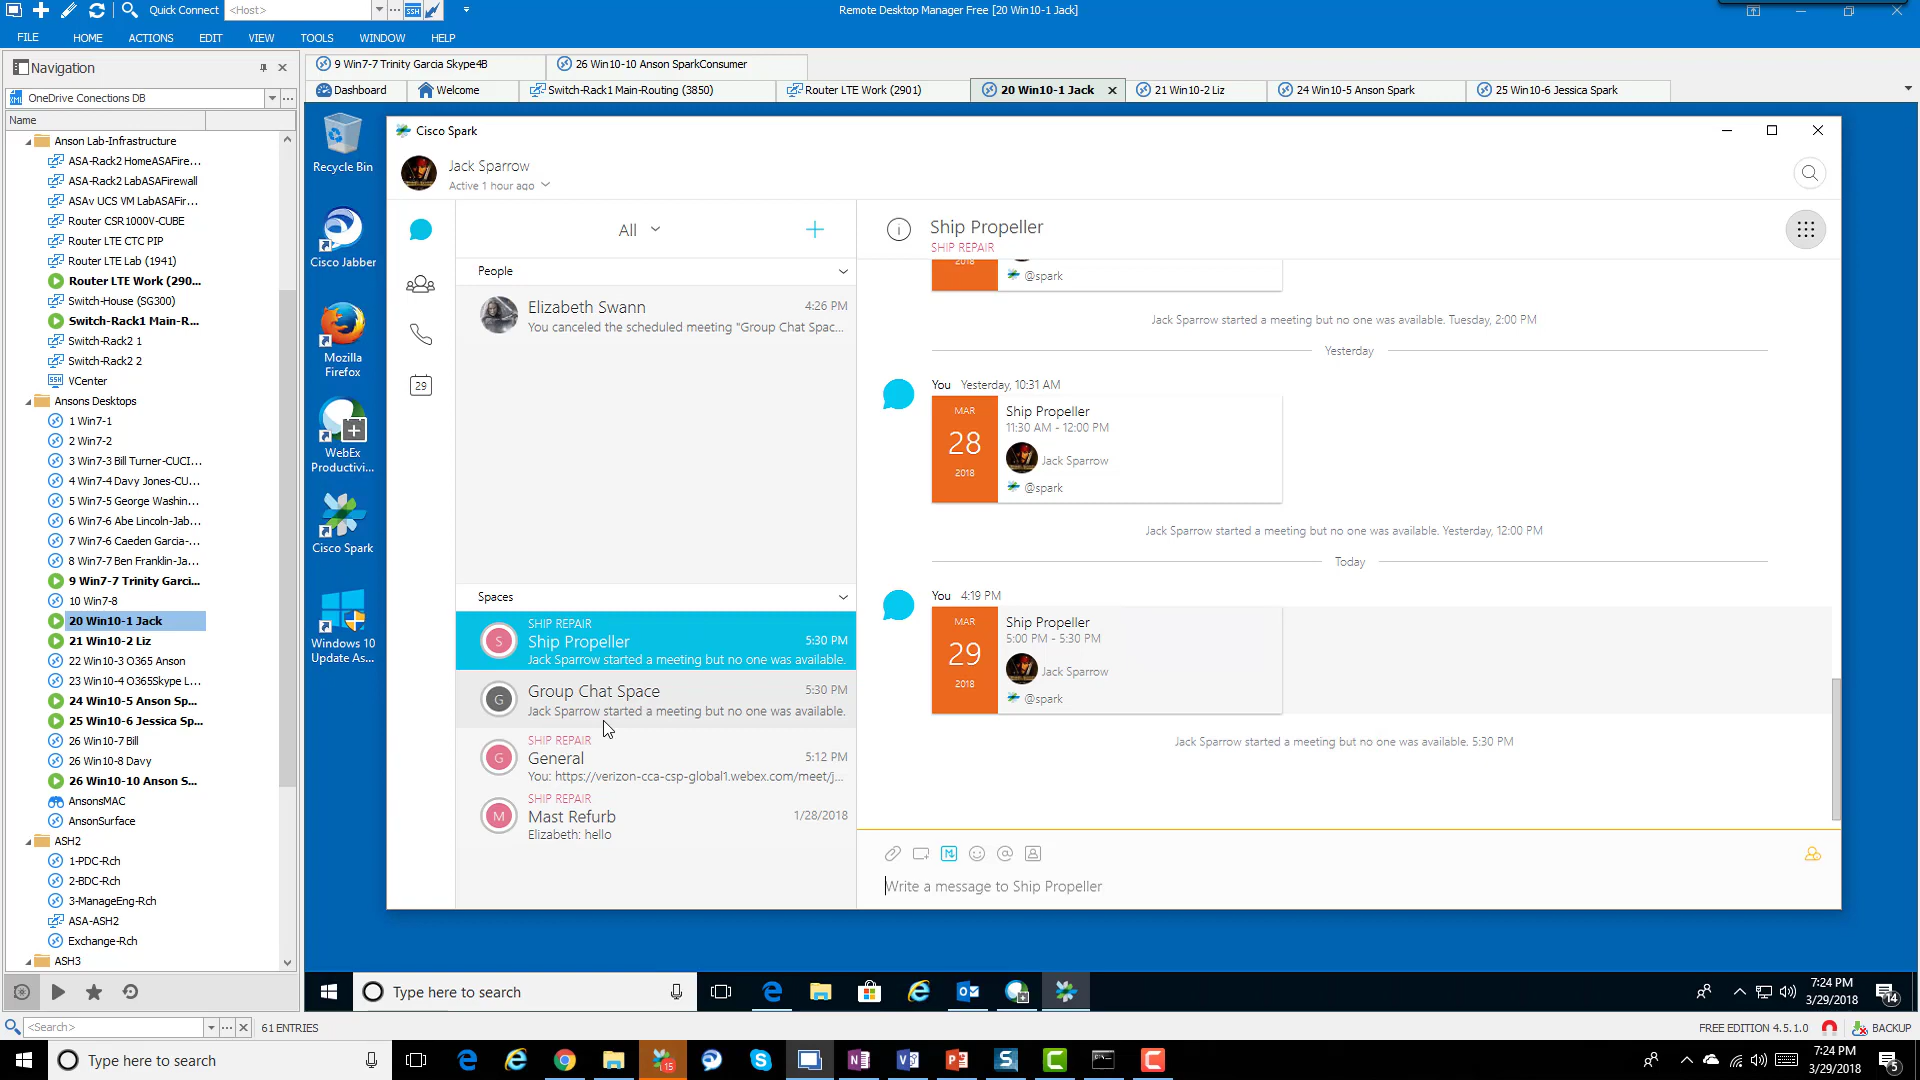 Quick Connect
<Host>
SSH
Remote Desktop Manager Free [20 Win10-1 Jack]
FILE
HOME
ACTIONS
EDIT
VIEW
TOOLS
WINDOW
HELP
Navigation
9 Win7-7 Trinity Garcia Skype4B
26 Win10-10 Anson SparkConsumer
OneDrive Conections DB
Dashboard
Welcome
Switch-Rack1 Main-Routing (3850)
Router LTE Work (2901)
20 Win10-1 Jack
21 Win10-2 Liz
24 Win10-5 Anson Spark
25 Win10-6 Jessica Spark
Name
Anson Lab-Infrastructure
ASA-Rack2 HomeASAFire...
ASA-Rack2 LabASAFirewall
ASAv UCS VM LabASAFir...
Router CSR1000V-CUBE
Router LTE CTC PIP
Router LTE Lab (1941)
Router LTE Work (290...
Switch-House (SG300)
Switch-Rack1 Main-R...
Switch-Rack2 1
Switch-Rack2 2
SSH VCenter
Ansons Desktops
1 Win7-1
2 Win7-2
3 Win7-3 Bill Turner-CUCI...
4 Win7-4 Davy Jones-CU...
5 Win7-5 George Washin...
6 Win7-6 Abe Lincoln-Jab...
7 Win7-6 Caeden Garcia-...
8 Win7-7 Ben Franklin-Ja...
9 Win7-7 Trinity Garci...
10 Win7-8
20 Win10-1 Jack
21 Win10-2 Liz
22 Win10-3 O365 Anson
23 Win10-4 O365Skype L...
24 Win10-5 Anson Sp...
25 Win10-6 Jessica Sp...
26 Win10-7 Bill
26 Win10-8 Davy
26 Win10-10 Anson S...
AnsonsMAC
AnsonSurface
ASH2
1-PDC-Rch
2-BDC-Rch
3-ManageEng-Rch
ASA-ASH2
Exchange-Rch
ASH3
<Search>
61 ENTRIES
Recycle Bin
Cisco Jabber
Mozilla
Firefox
WebEx
Productivi...
Cisco Spark
Windows 10
Update As...
Cisco Spark
Jack Sparrow
Active 1 hour ago
29
All
People
Elizabeth Swann
4:26 PM
You canceled the scheduled meeting "Group Chat Spac...
Spaces
S
SHIP REPAIR
Ship Propeller
5:30 PM
Jack Sparrow started a meeting but no one was available.
G
Group Chat Space
5:30 PM
Jack Sparrow started a meeting but no one was available.
G
SHIP REPAIR
General
5:12 PM
You: https://verizon-cca-csp-global1.webex.com/meet/j...
M
SHIP REPAIR
Mast Refurb
1/28/2018
Elizabeth: hello
Ship Propeller
SHIP REPAIR
2018
@spark
Jack Sparrow started a meeting but no one was available. Tuesday, 2:00 PM
Yesterday
You Yesterday, 10:31 AM
MAR
28
2018
Ship Propeller
11:30 AM - 12:00 PM
Jack Sparrow
@spark
Jack Sparrow started a meeting but no one was available. Yesterday, 12:00 PM
Today
You 4:19 PM
MAR
29
2018
Ship Propeller
5:00 PM - 5:30 PM
Jack Sparrow
@spark
Jack Sparrow started a meeting but no one was available. 5:30 PM
Write a message to Ship Propeller
Type here to search
7:24 PM
3/29/2018
14
FREE EDITION 4.5.1.0
BACKUP
Type here to search
15
7:24 PM
3/29/2018
5